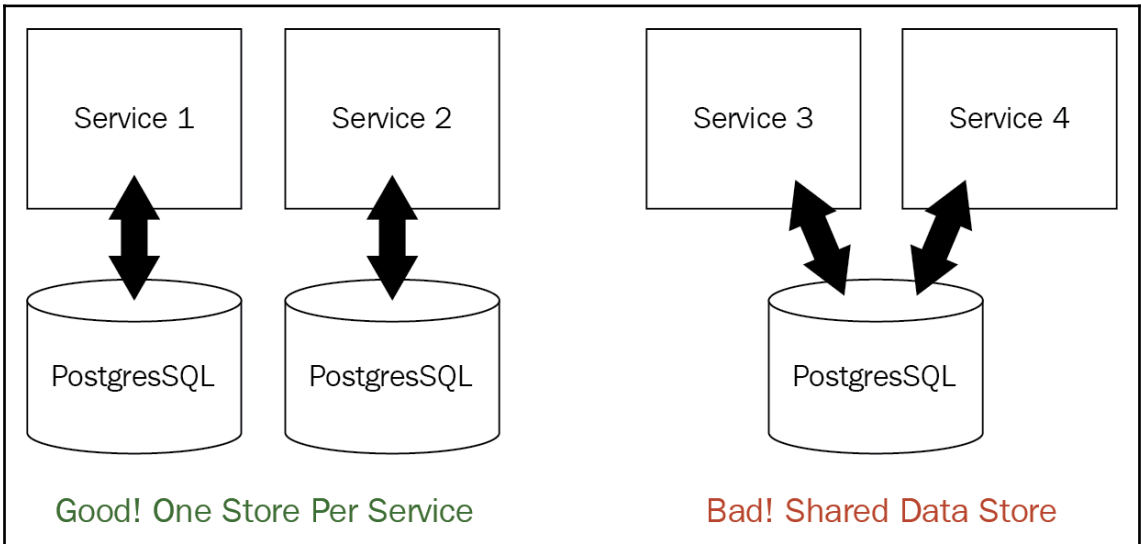 Service 1
Service 2
Service 3
Service 4
PostgresSQL
PostgresSQL
PostgresSQL
Good! One Store Per Service
Bad! Shared Data Store